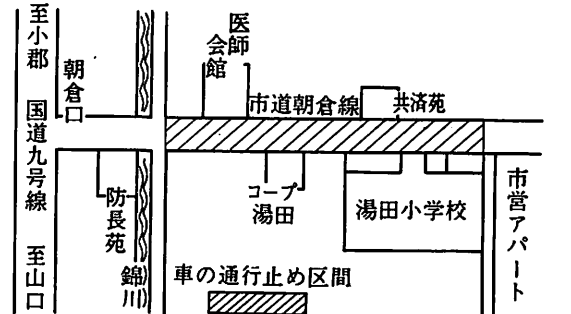 至小郡
国道九号線
至山口
朝倉口
防長苑
錦川
医師
会館
市道朝倉線
共済苑
コープ
湯田
湯田小学校
市営アパート
車の通行止め区間